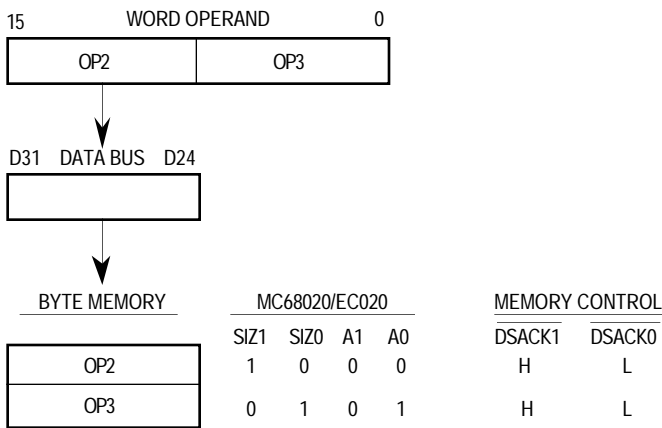 15 WORD OPERAND 0
OP2 OP3
D31 DATA BUS D24
BYTE MEMORY MC68020/EC020 MEMORY CONTROL
SIZ1 SIZ0 A1 A0 DSACK1 DSACK0
OP2 1 0 0 0 H L
OP3 0 1 0 1 H L